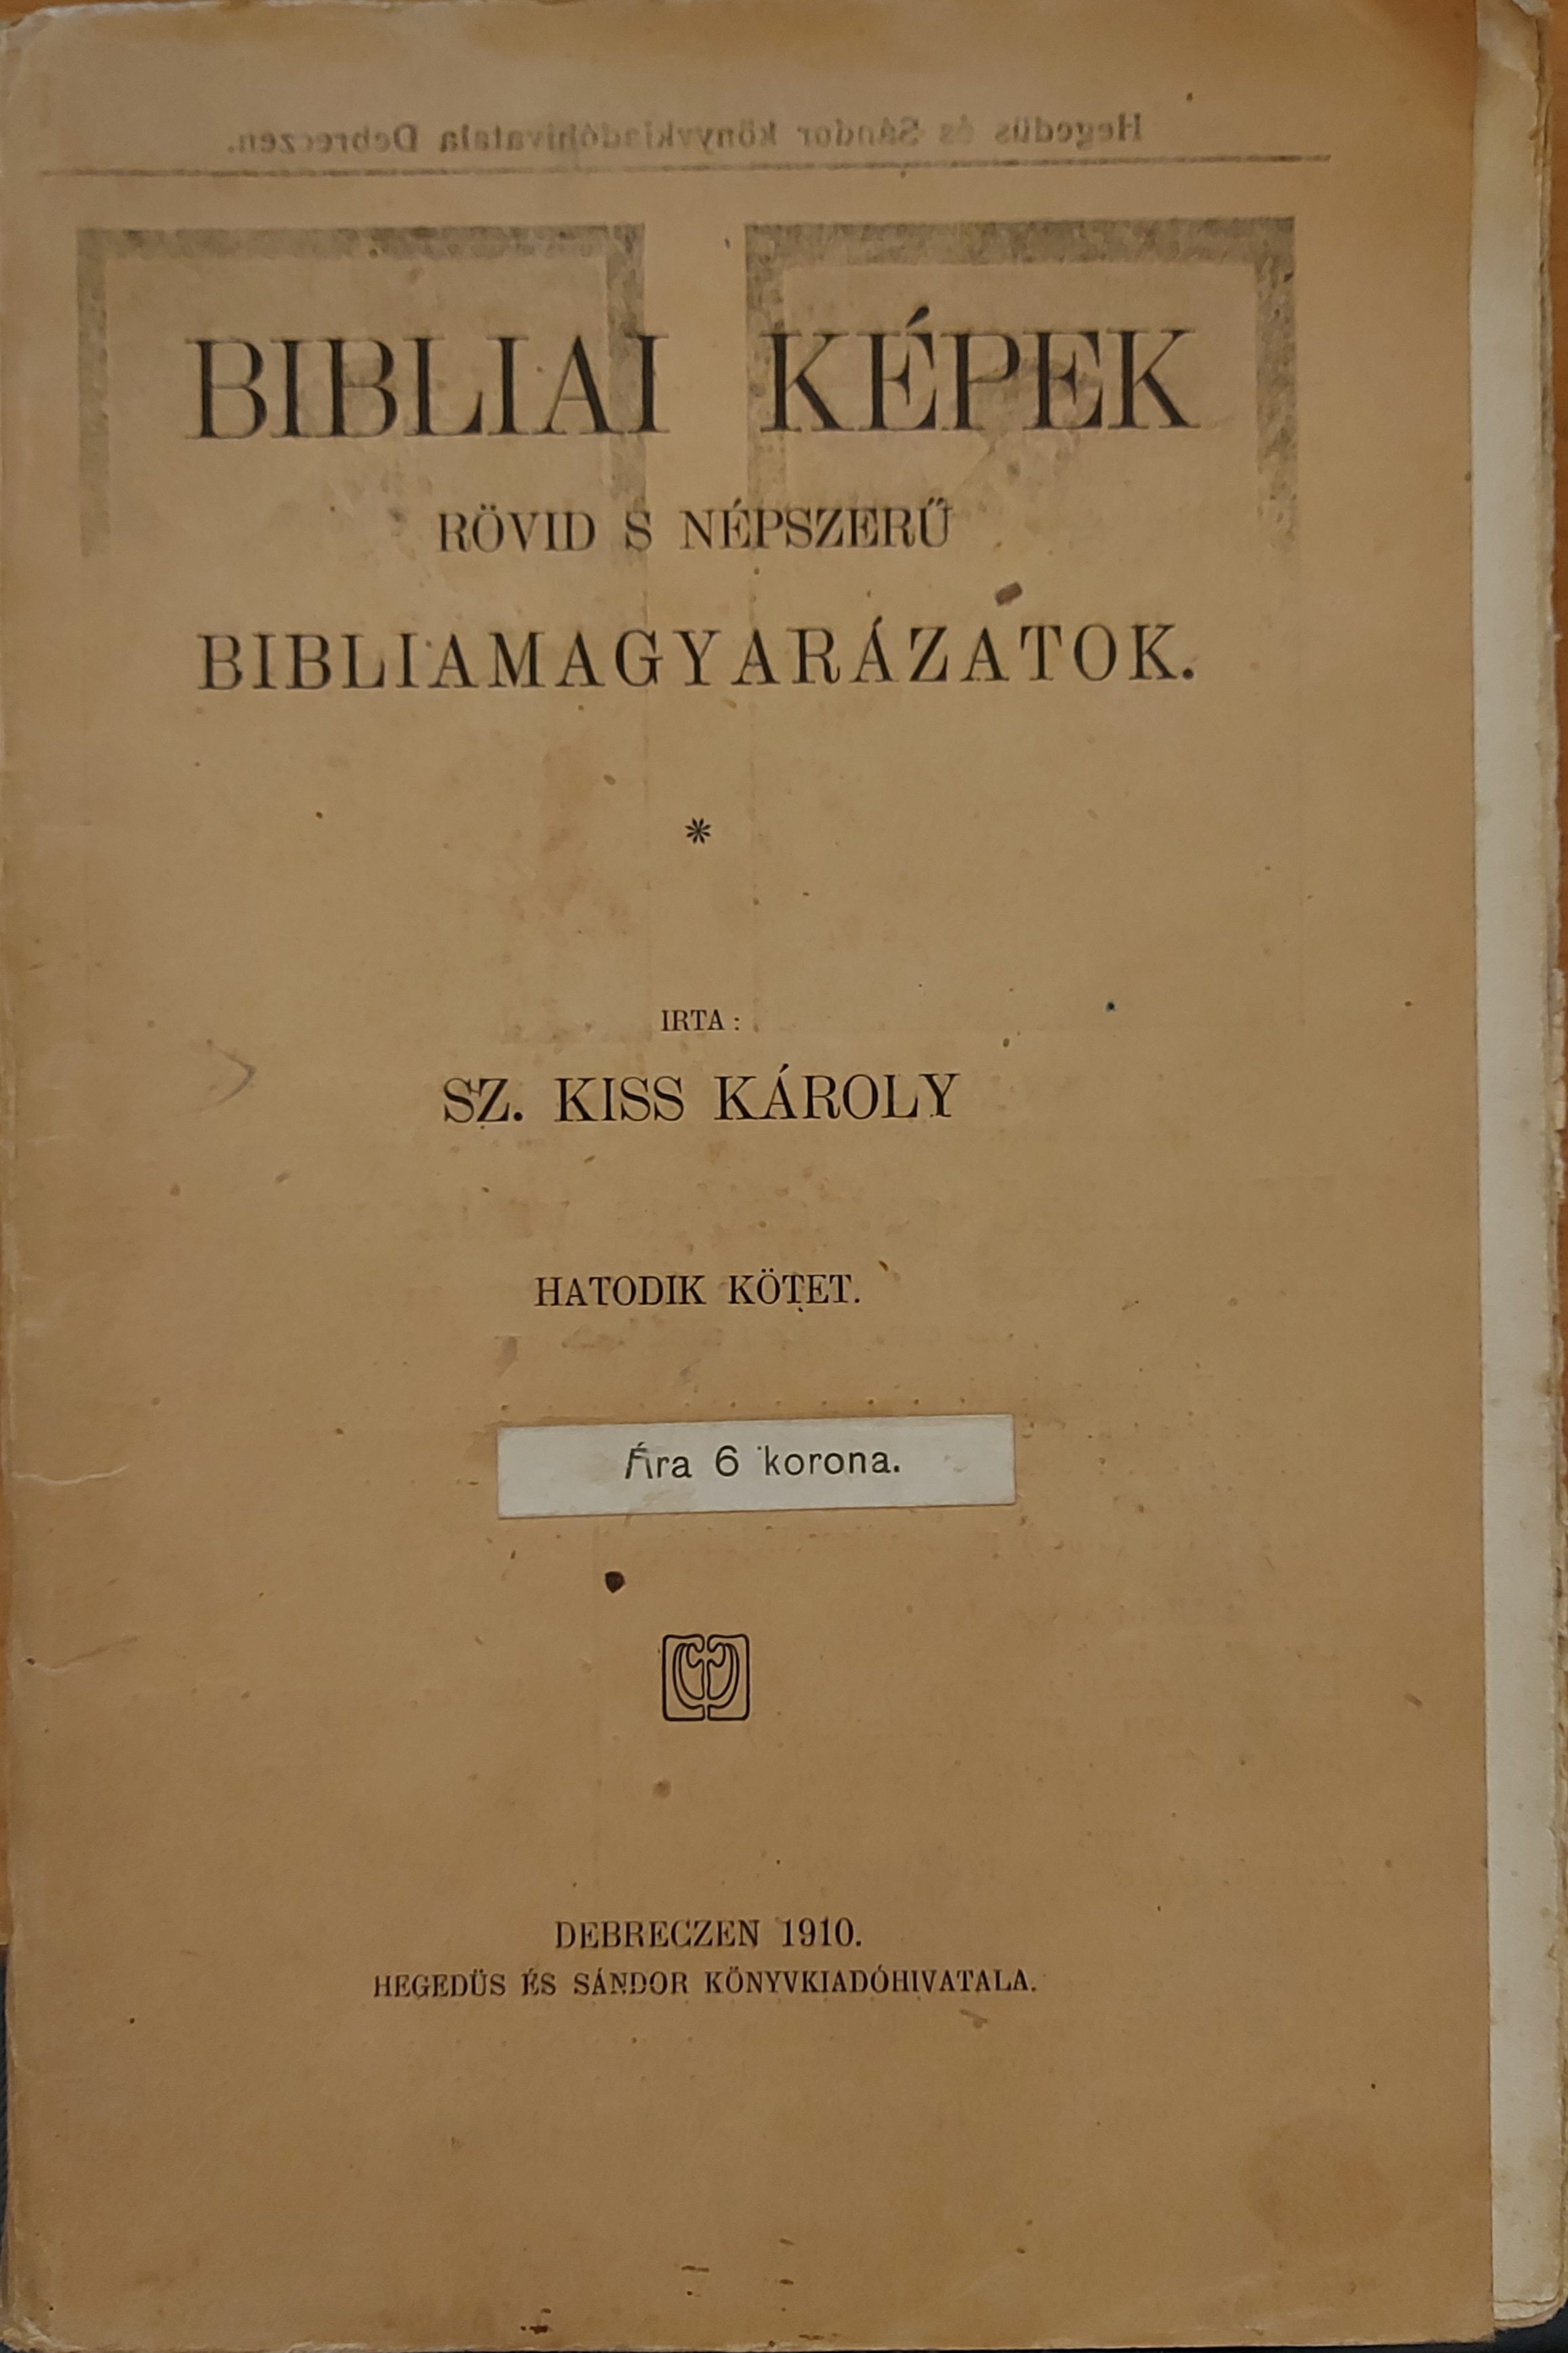 Hegedüs és Sándor könyvkiadóhivatala Debreczen.
BIBLIAI KÉPEK
RÖVID S NÉPSZERŰ
BIBLIAMAGYARÁZATOK.
*
IRTA:
SZ. KISS KÁROLY
HATODIK KÖTET.
Ára 6 korona.
DEBRECZEN 1910.
HEGEDÜS ÉS SÁNDOR KÖNYVKIADÓHIVATALA.